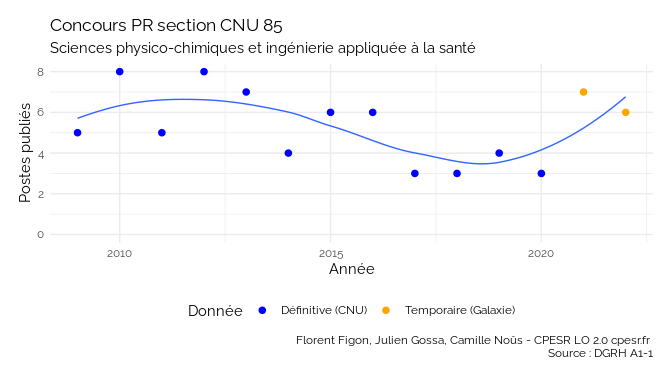 Concours PR section CNU 85
Sciences physico-chimiques et ingénierie appliquée à la santé
Postes publiés
8
6
4
2
0
2010
2015
2020
Année
Donnée
Définitive (CNU)
Temporaire (Galaxie)
Florent Figon, Julien Gossa, Camille Noûs - CPESR LO 2.0 cpesr.fr
Source : DGRH A1-1